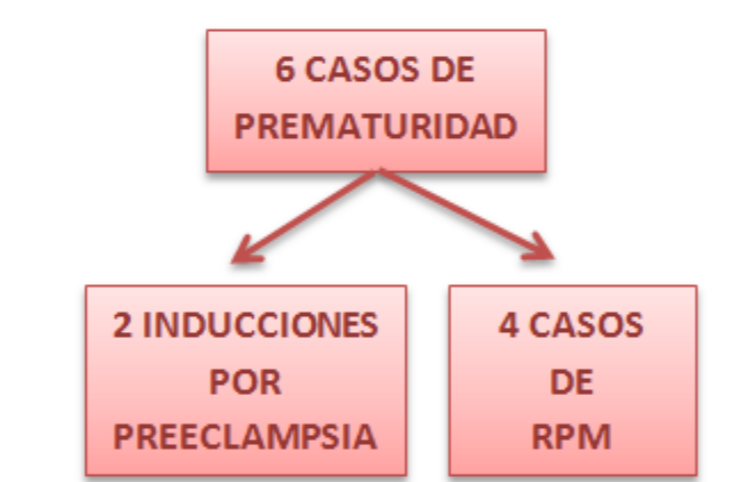 6 CASOS DE
PREMATURIDAD
2 INDUCCIONES
POR
PREECLAMPSIA
4 CASOS
DE
RPM